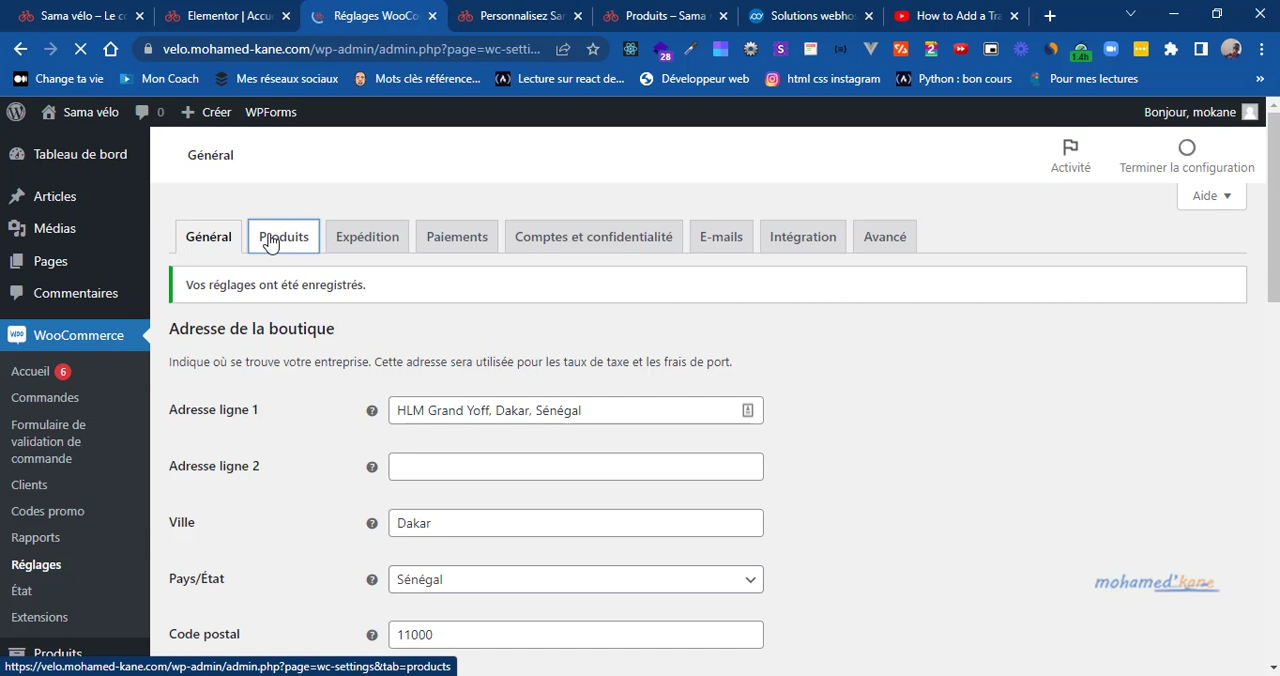 Sama vélo – Le co
Elementor | Accu
Réglages WooCo
Personnalisez Sa
Produits – Sama
Solutions webhos
How to Add a Tra
velo.mohamed-kane.com/wp-admin/admin.php?page=wc-setti...
28
1.4h
Change ta vie
Mon Coach
Mes réseaux sociaux
Mots clés référence...
Lecture sur react de...
Développeur web
html css instagram
Python : bon cours
Pour mes lectures
»
Sama vélo
0
Créer
WPForms
Bonjour, mokane
Tableau de bord
Articles
Médias
Pages
Commentaires
WooCommerce
Accueil 6
Commandes
Formulaire de
validation de
commande
Clients
Codes promo
Rapports
Réglages
État
Extensions
Produits
Général
Activité
Terminer la configuration
Aide
Général
Produits
Expédition
Paiements
Comptes et confidentialité
E-mails
Intégration
Avancé
Vos réglages ont été enregistrés.
Adresse de la boutique
Indique où se trouve votre entreprise. Cette adresse sera utilisée pour les taux de taxe et les frais de port.
Adresse ligne 1
HLM Grand Yoff, Dakar, Sénégal
Adresse ligne 2
Ville
Dakar
Pays/État
Sénégal
Code postal
11000
mohamed'kane
https://velo.mohamed-kane.com/wp-admin/admin.php?page=wc-settings&tab=products